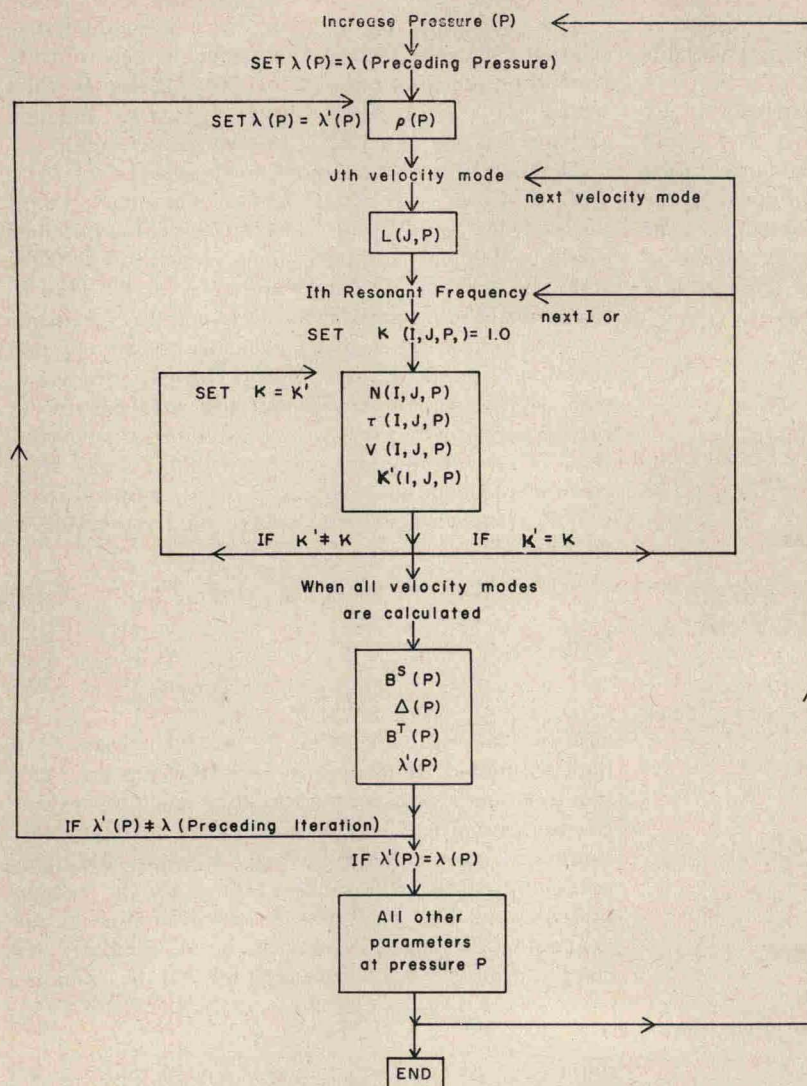 Increase Pressure (P)
SET λ(P)=λ(Preceding Pressure)
SET λ(P) = λ'(P)
ρ(P)
Jth velocity mode
next velocity mode
L(J,P)
Ith Resonant Frequency
next I or
SET K (I,J,P,)= 1.0
SET K = K'
N(I,J,P)
τ(I,J,P)
V(I,J,P)
K'(I,J,P)
IF K'≠K
IF K'=K
When all velocity modes
are calculated
B^S(P)
Δ(P)
B^T(P)
λ'(P)
IF λ'(P)≠λ(Preceding Iteration)
IF λ'(P)=λ(P)
All other
parameters
at pressure P
END